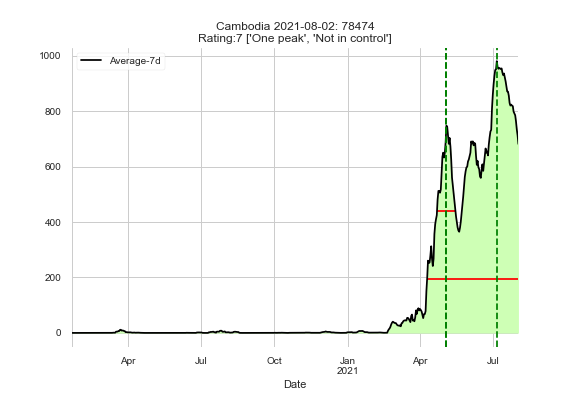 Cambodia 2021-08-02: 78474
Rating:7 ['One peak', 'Not in control']
Average-7d
1000
800
600
400
200
0
Apr
Jul
Oct
Jan
2021
Apr
Jul
Date